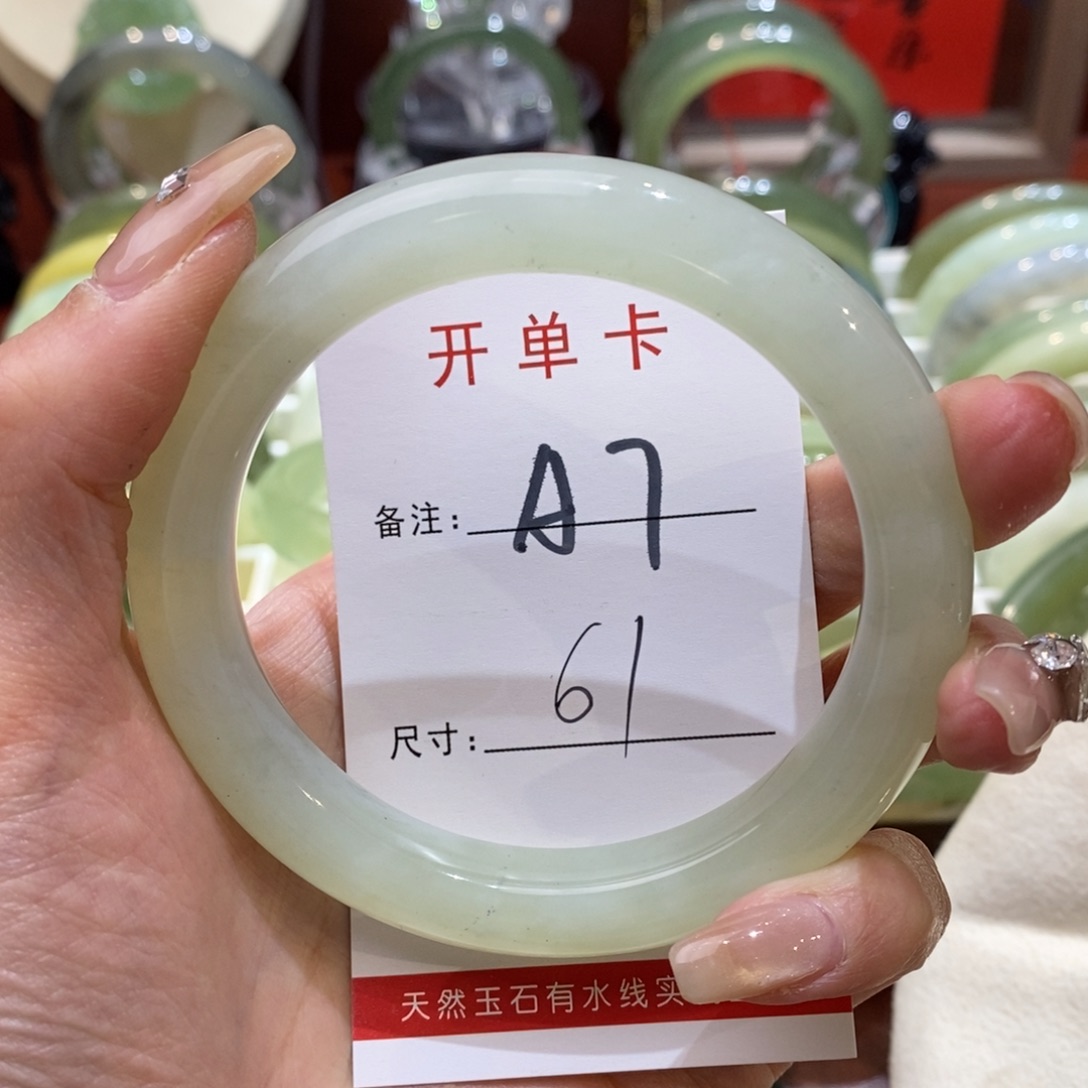 开单卡
备注: A7
尺寸: 61
天然玉石有水线实